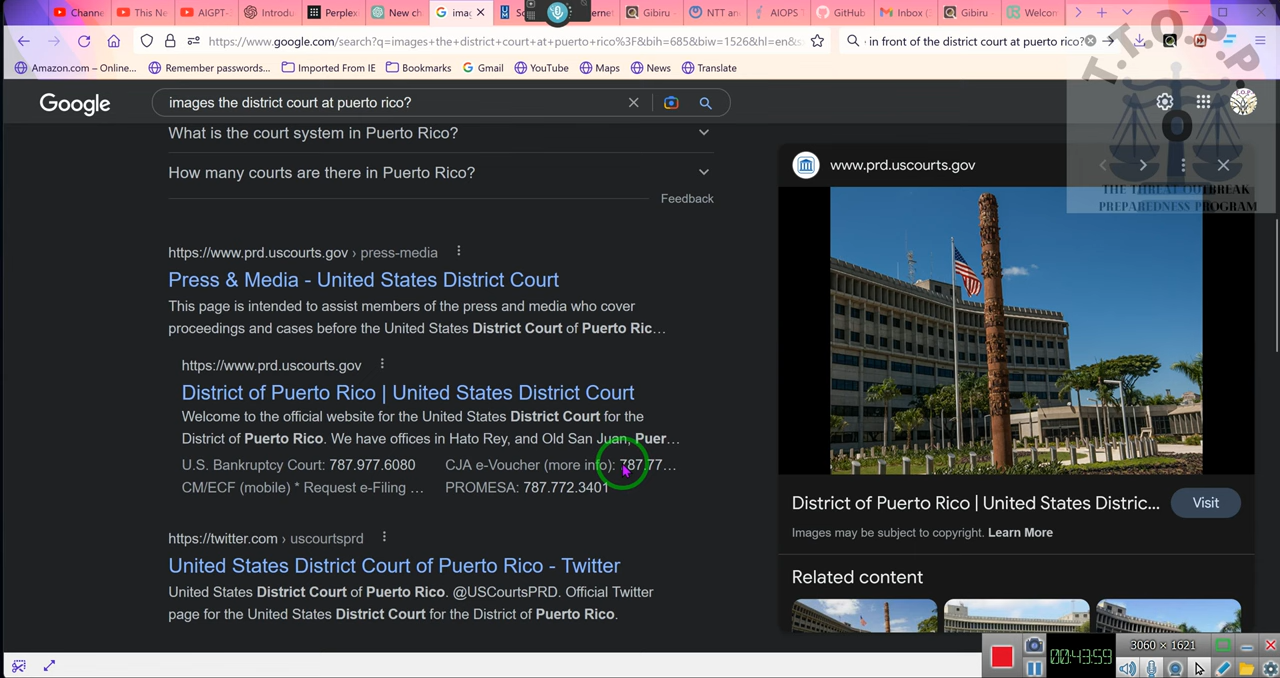 Channe
This Ne
AIGPT-
Introdu
Perplex
New ch
imag
Gibiru -
NTT an
AIOPS T
GitHub
Inbox (
Gibiru
Welcon
https://www.google.com/search?q=images+the+district+court+at+puerto+rico%3F&bih=685&biw=1526&hl=en&s
in front of the district court at puerto rico?
Amazon.com – Online...
Remember passwords...
Imported From IE
Bookmarks
Gmail
YouTube
Maps
News
Translate
T.T.O.P.P
Google
images the district court at puerto rico?
What is the court system in Puerto Rico?
How many courts are there in Puerto Rico?
Feedback
https://www.prd.uscourts.gov › press-media
Press & Media - United States District Court
This page is intended to assist members of the press and media who cover
proceedings and cases before the United States District Court of Puerto Ric...
https://www.prd.uscourts.gov
District of Puerto Rico | United States District Court
Welcome to the official website for the United States District Court for the
District of Puerto Rico. We have offices in Hato Rey, and Old San Juan, Puer...
U.S. Bankruptcy Court: 787.977.6080
CJA e-Voucher (more info): 787.77...
CM/ECF (mobile) * Request e-Filing ...
PROMESA: 787.772.3401
https://twitter.com › uscourtsprd
United States District Court of Puerto Rico - Twitter
United States District Court of Puerto Rico. @USCourtsPRD. Official Twitter
page for the United States District Court for the District of Puerto Rico.
www.prd.uscourts.gov
THE THREAT OUTBREAK
PREPAREDNESS PROGRAM
District of Puerto Rico | United States Distric...
Visit
Images may be subject to copyright. Learn More
Related content
3060 × 1621
00:43:59